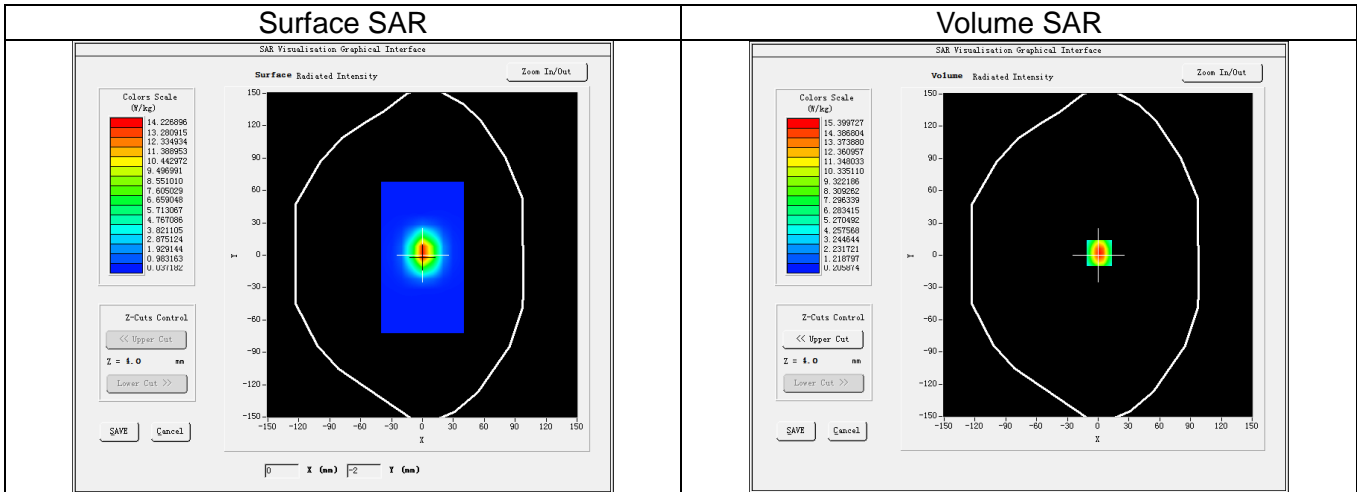 Surface SAR
SAR Visualisation Graphical Interface
Surface Radiated Intensity
Zoom In/Out
Colors Scale
(W/kg)
14.226896
13.280915
12.334934
11.388953
10.442972
9.496991
8.551010
7.605029
6.659048
5.713067
4.767086
3.821105
2.875124
1.929144
0.983163
0.037182
Z-Cuts Control
<< Upper Cut
Z = 4.0 mm
Lower Cut >>
SAVE Cancel
150
120
90
60
30
0
-30
-60
-90
-120
-150
Y
-150 -120 -90 -60 -30 0 30 60 90 120 150
X
0 X (mm) -2 Y (mm)
Volume SAR
SAR Visualisation Graphical Interface
Volume Radiated Intensity
Zoom In/Out
Colors Scale
(W/kg)
15.399727
14.386804
13.373880
12.360957
11.348033
10.335110
9.322186
8.309262
7.296339
6.283415
5.270492
4.257568
3.244644
2.231721
1.218797
0.205874
Z-Cuts Control
<< Upper Cut
Z = 4.0 mm
Lower Cut >>
SAVE Cancel
150
120
90
60
30
0
-30
-60
-90
-120
-150
Y
-150 -120 -90 -60 -30 0 30 60 90 120 150
X